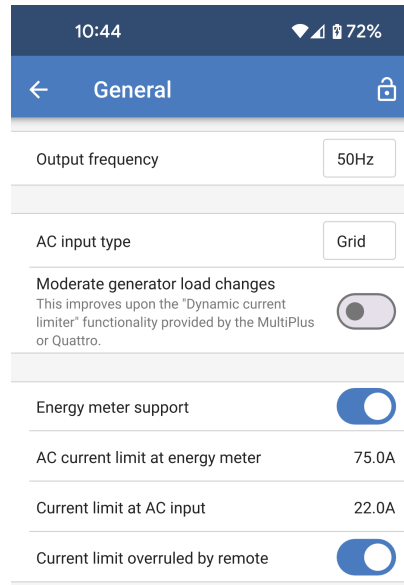 10:44 72%
General
Output frequency 50Hz
AC input type Grid
Moderate generator load changes
This improves upon the "Dynamic current
limiter" functionality provided by the MultiPlus
or Quattro.
Energy meter support
AC current limit at energy meter 75.0A
Current limit at AC input 22.0A
Current limit overruled by remote